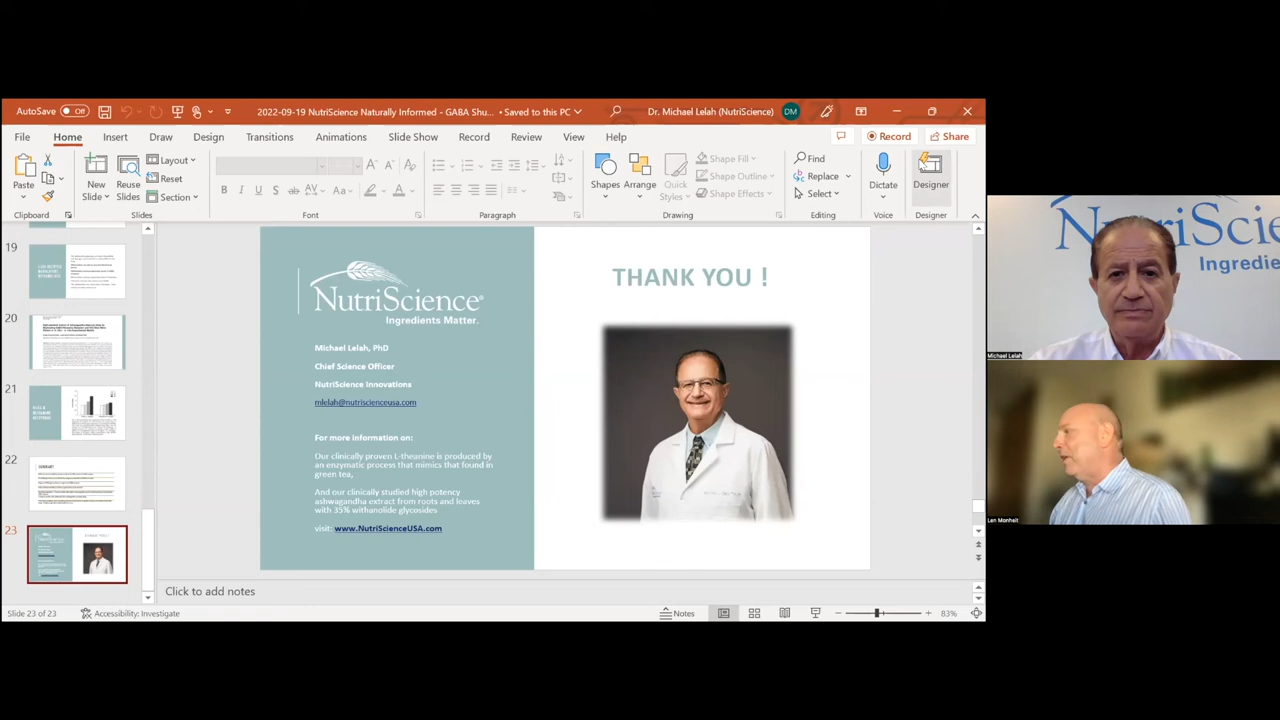 AutoSave Off
2022-09-19 NutriScience Naturally Informed - GABA Shu... • Saved to this PC
Dr. Michael Lelah (NutriScience) DM
File Home Insert Draw Design Transitions Animations Slide Show Record Review View Help
Record Share
Paste
New Slide
Reuse Slides
Layout
Reset
Section
B I U S ab AV Aa A
Shapes Arrange Quick Styles
Shape Fill
Shape Outline
Shape Effects
Find
Replace
Select
Dictate
Designer
Clipboard Slides Font Paragraph Drawing Editing Voice Designer
19
20
21
22
SUMMARY
23
NutriScience®
Ingredients Matter.
Michael Lelah, PhD
Chief Science Officer
NutriScience Innovations
mlelah@nutriscienceusa.com
For more information on:
Our clinically proven L-theanine is produced by
an enzymatic process that mimics that found in
green tea,
And our clinically studied high potency
ashwagandha extract from roots and leaves
with 35% withanolide glycosides
visit: www.NutriScienceUSA.com
THANK YOU !
Click to add notes
Slide 23 of 23 Accessibility: Investigate Notes 83%
NutriScie
Ingredie
Michael Lelah
Len Monheit